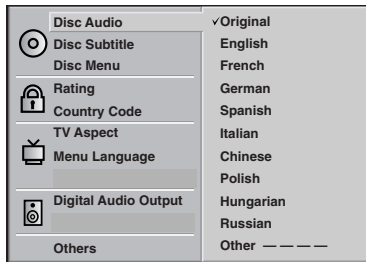 Disc Audio
Disc Subtitle
Disc Menu
Rating
Country Code
TV Aspect
Menu Language
Digital Audio Output
Others
✓Original
English
French
German
Spanish
Italian
Chinese
Polish
Hungarian
Russian
Other — — — —